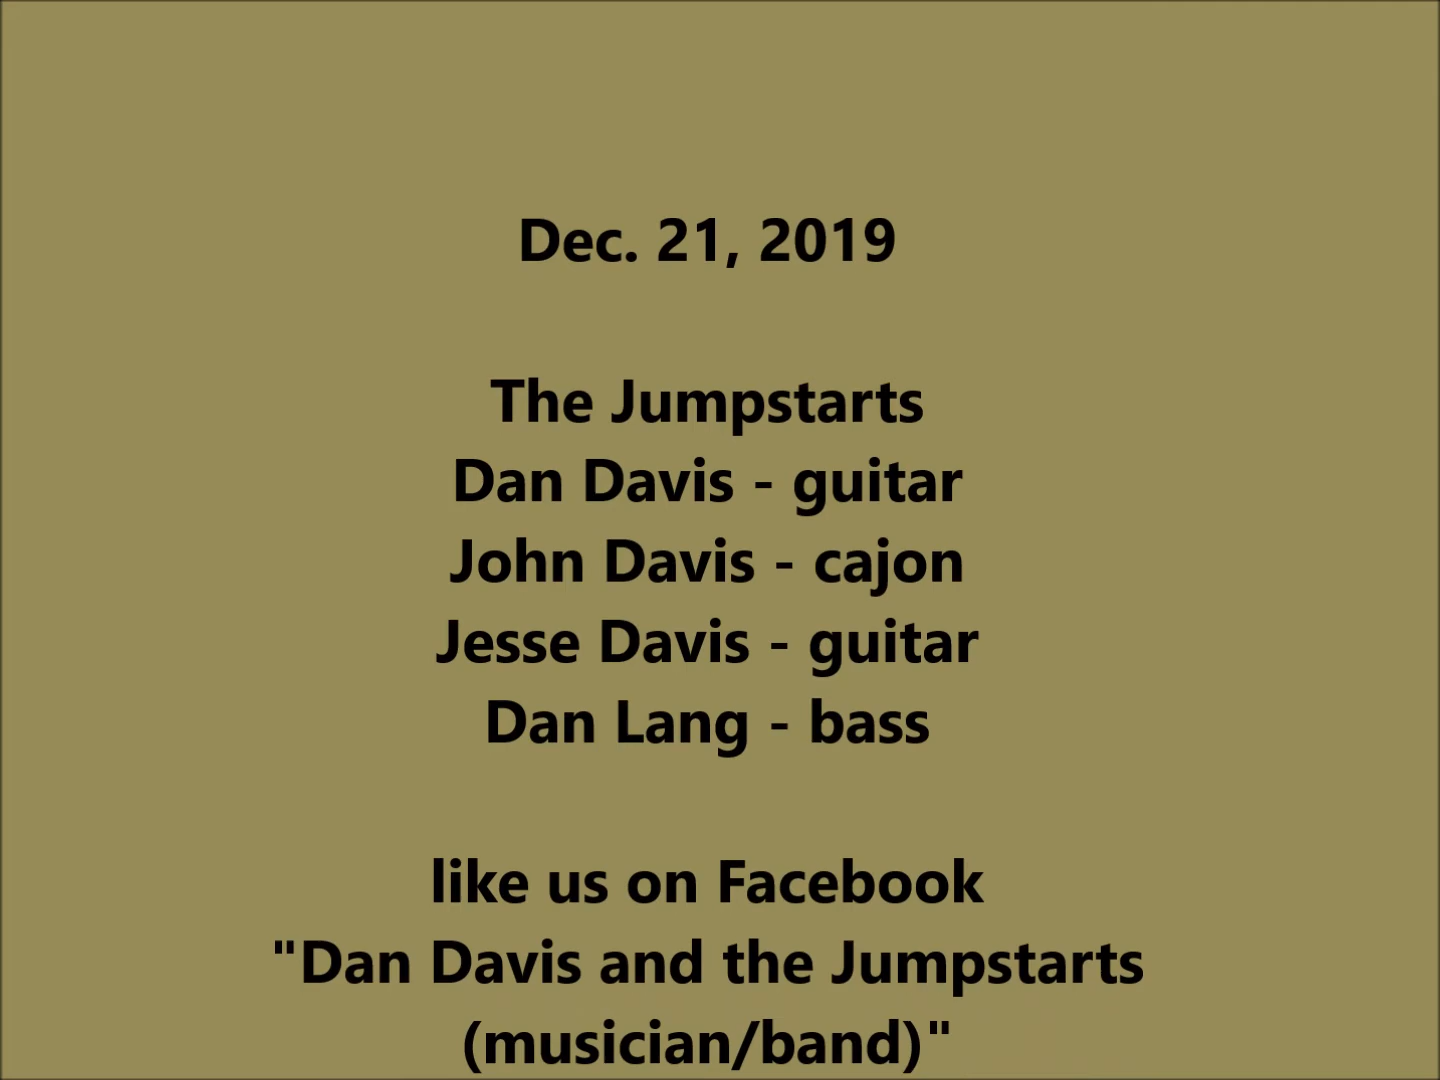 Dec. 21, 2019
The Jumpstarts
Dan Davis - guitar
John Davis - cajon
Jesse Davis - guitar
Dan Lang - bass
like us on Facebook
"Dan Davis and the Jumpstarts
(musician/band)"